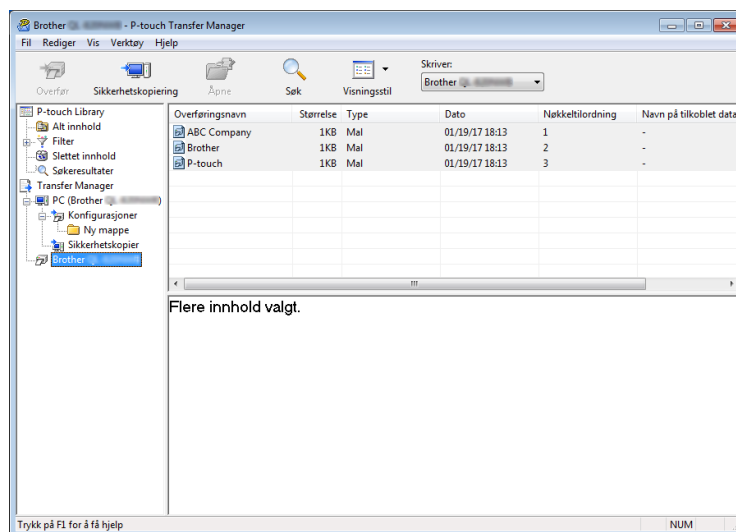 Brother - P-touch Transfer Manager
Fil Rediger Vis Verktøy Hjelp
Overfør Sikkerhetskopiering Åpne Søk Visningsstil
Skriver:
Brother
P-touch Library
Alt innhold
Filter
Slettet innhold
Søkeresultater
Transfer Manager
PC (Brother )
Konfigurasjoner
Ny mappe
Sikkerhetskopier
Brother
Overføringsnavn Størrelse Type Dato Nøkkeltilordning Navn på tilkoblet data
ABC Company 1KB Mal 01/19/17 18:13 1 -
Brother 1KB Mal 01/19/17 18:13 2 -
P-touch 1KB Mal 01/19/17 18:13 3 -
Flere innhold valgt.
Trykk på F1 for å få hjelp NUM